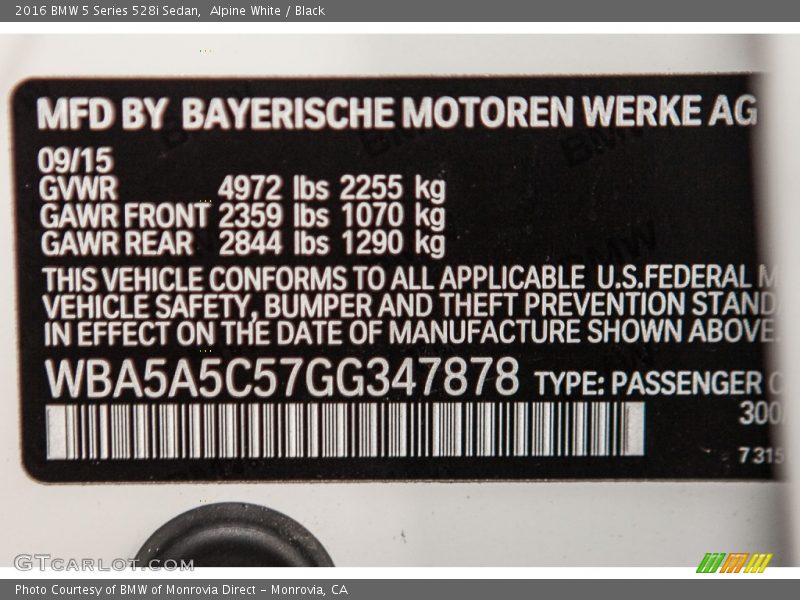 2016 BMW 5 Series 528i Sedan,  Alpine White / Black
MFD BY BAYERISCHE MOTOREN WERKE AG
09/15
GVWR 4972 lbs 2255 kg
GAWR FRONT 2359 lbs 1070 kg
GAWR REAR 2844 lbs 1290 kg
THIS VEHICLE CONFORMS TO ALL APPLICABLE U.S.FEDERAL M
VEHICLE SAFETY, BUMPER AND THEFT PREVENTION STAND
IN EFFECT ON THE DATE OF MANUFACTURE SHOWN ABOVE.
WBA5A5C57GG347878 TYPE: PASSENGER C
300/
7315
GTCARLOT.COM
Photo Courtesy of BMW of Monrovia Direct - Monrovia, CA